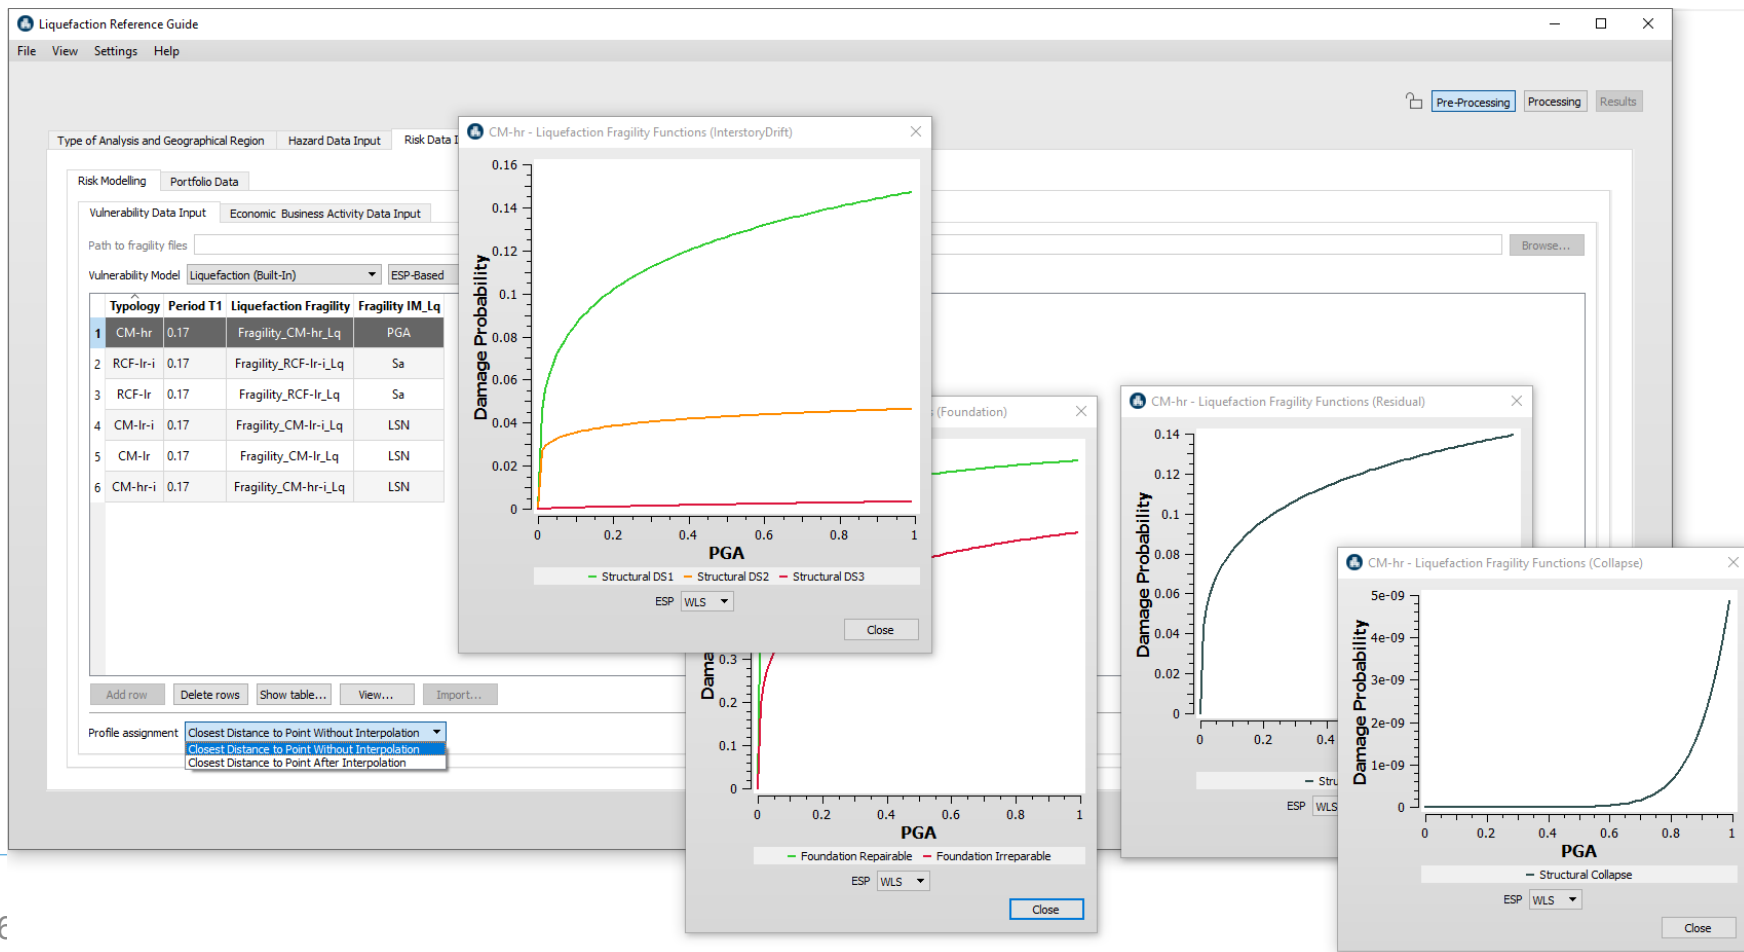 Liquefaction Reference Guide
File View Settings Help
Pre-Processing Processing Results
Type of Analysis and Geographical Region Hazard Data Input Risk Data I
Risk Modelling Portfolio Data
Vulnerability Data Input Economic Business Activity Data Input
Path to fragility files Browse...
Vulnerability Model Liquefaction (Built-In) ESP-Based
Typology Period T1 Liquefaction Fragility Fragility IM_Lq
1 CM-hr 0.17 Fragility_CM-hr_Lq PGA
2 RCF-lr-i 0.17 Fragility_RCF-lr-i_Lq Sa
3 RCF-lr 0.17 Fragility_RCF-lr_Lq Sa
4 CM-lr-i 0.17 Fragility_CM-lr-i_Lq LSN
5 CM-lr 0.17 Fragility_CM-lr_Lq LSN
6 CM-hr-i 0.17 Fragility_CM-hr-i_Lq LSN
Add row Delete rows Show table... View... Import...
Profile assignment Closest Distance to Point Without Interpolation
Closest Distance to Point Without Interpolation
Closest Distance to Point After Interpolation
CM-hr - Liquefaction Fragility Functions (InterstoryDrift)
0.16
0.14
0.12
0.1
0.08
0.06
0.04
0.02
0
Damage Probability
0 0.2 0.4 0.6 0.8 1
PGA
Structural DS1 Structural DS2 Structural DS3
ESP WLS
Close
(Foundation)
0.3
0.2
0.1
0
Dama
0 0.2 0.4 0.6 0.8 1
PGA
Foundation Repairable Foundation Irreparable
ESP WLS
Close
CM-hr - Liquefaction Fragility Functions (Residual)
0.14
0.12
0.1
0.08
0.06
0.04
0.02
0
Damage Probability
0 0.2 0.4
Stru
ESP WLS
CM-hr - Liquefaction Fragility Functions (Collapse)
5e-09
4e-09
3e-09
2e-09
1e-09
0
Damage Probability
0 0.2 0.4 0.6 0.8 1
PGA
Structural Collapse
ESP WLS
Close